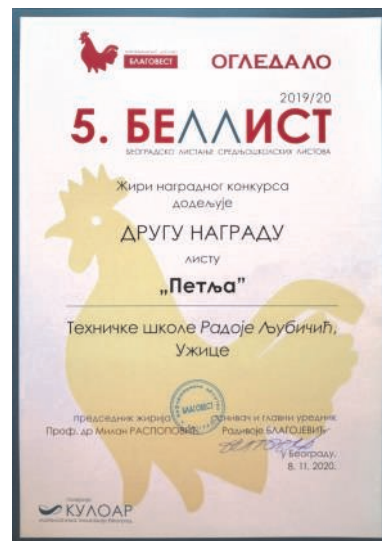 БЛАГОВЕСТ
ОГЛЕДАЛО
2019/20
5. БЕЛЛИСТ
БЕОГРАДСКО ЛИСТАЊЕ СРЕДЊОШКОЛСКИХ ЛИСТОВА
Жири наградног конкурса
додељује
ДРУГУ НАГРАДУ
листу
„Петља”
Техничке школе Радоје Љубичић,
Ужице
БЛАГОВЕСТ
председник жирија
Проф. др Милан РАСПОПОВИЋ
оснивач и главни уредник
Радивоје БЛАГОЈЕВИЋ
у Београду,
8. 11. 2020.
КУЛОАР